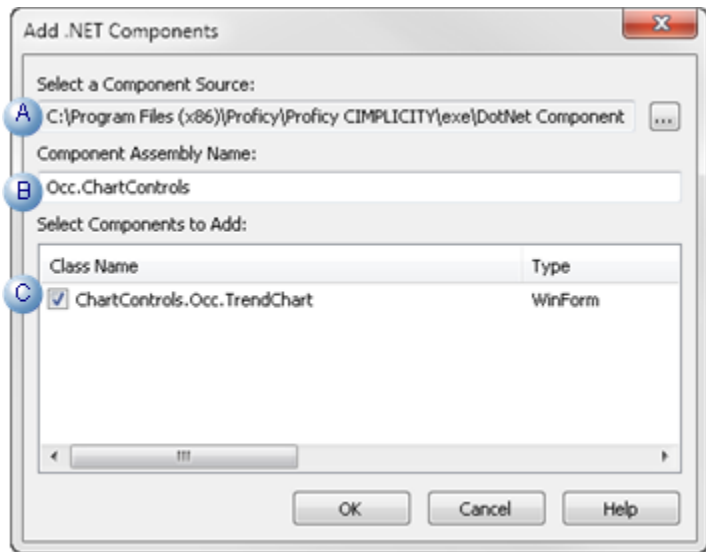 Add .NET Components
Select a Component Source:
A
C:\Program Files (x86)\Proficy\Proficy CIMPLICITY\exe\DotNet Component
...
Component Assembly Name:
B
Occ.ChartControls
Select Components to Add:
Class Name Type
C
ChartControls.Occ.TrendChart WinForm
OK Cancel Help